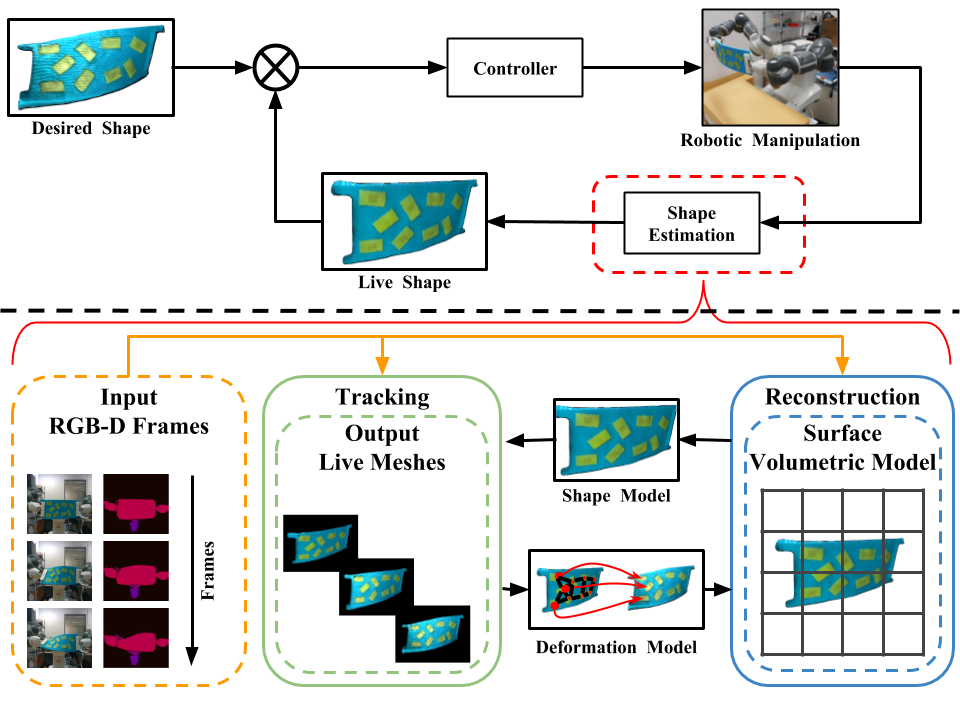 Desired Shape
Controller
Robotic Manipulation
Live Shape
Shape
Estimation
Input
RGB-D Frames
Frames
Tracking
Output
Live Meshes
Shape Model
Deformation Model
Reconstruction
Surface
Volumetric Model